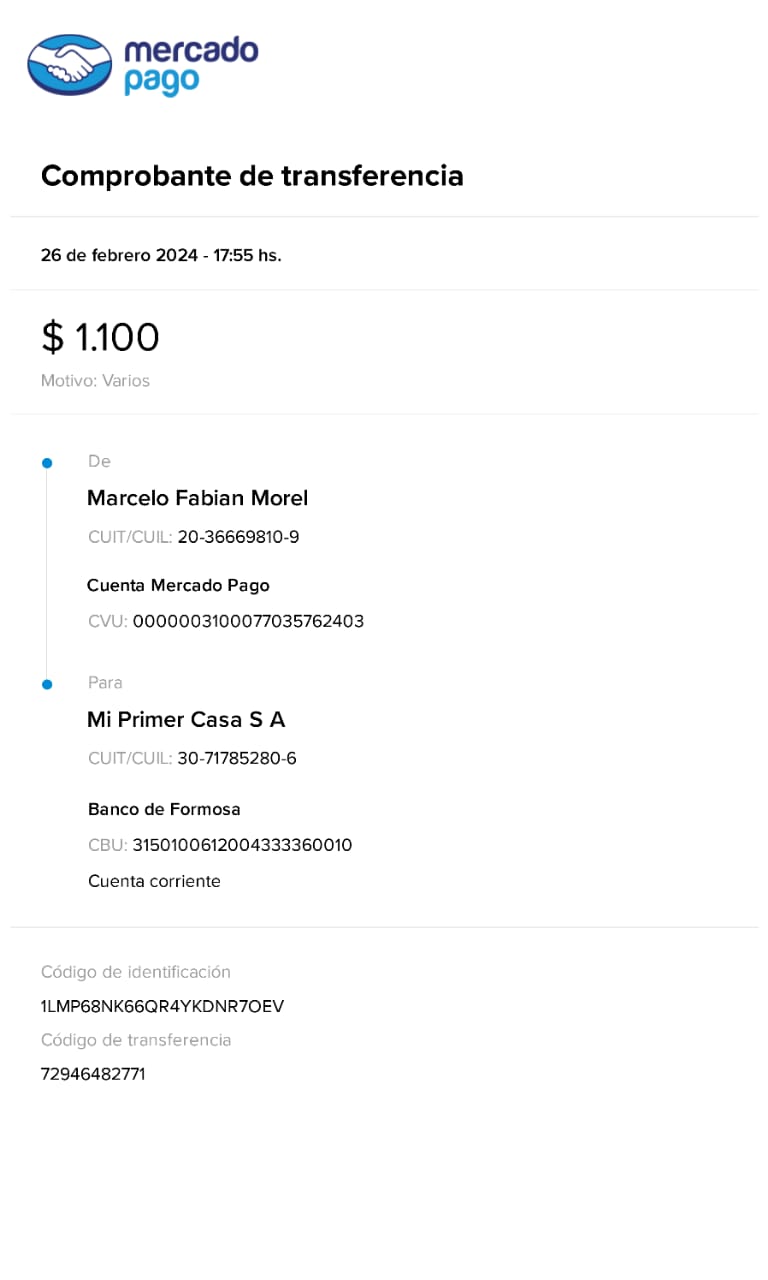 mercado
pago
Comprobante de transferencia
26 de febrero 2024 - 17:55 hs.
$ 1.100
Motivo: Varios
De
Marcelo Fabian Morel
CUIT/CUIL: 20-36669810-9
Cuenta Mercado Pago
CVU: 0000003100077035762403
Para
Mi Primer Casa S A
CUIT/CUIL: 30-71785280-6
Banco de Formosa
CBU: 3150100612004333360010
Cuenta corriente
Código de identificación
1LMP68NK66QR4YKDNR7OEV
Código de transferencia
72946482771